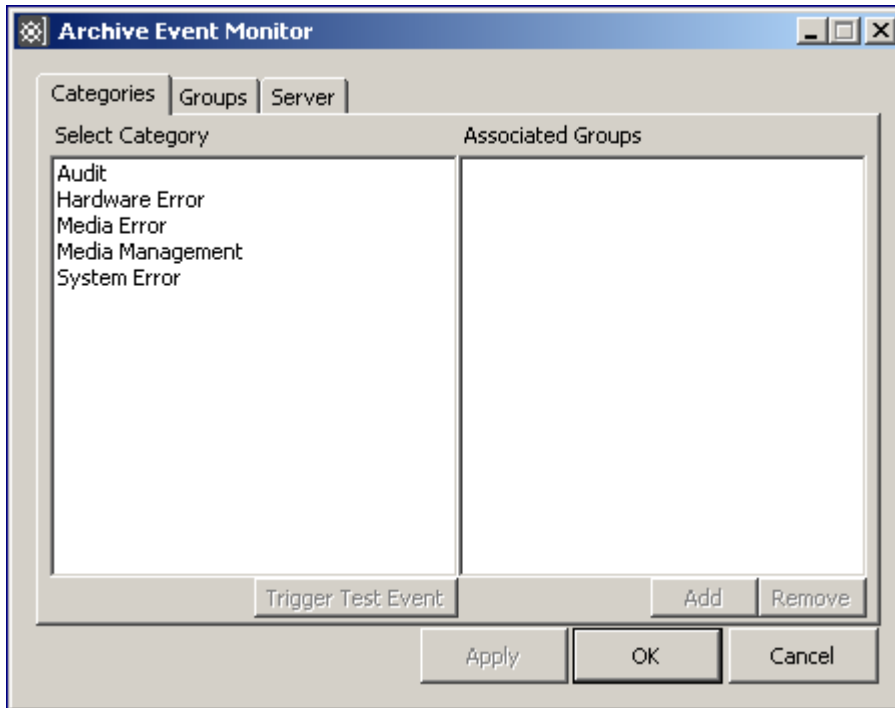 Archive Event Monitor
Categories Groups Server
Select Category Associated Groups
Audit
Hardware Error
Media Error
Media Management
System Error
Trigger Test Event Add Remove
Apply OK Cancel